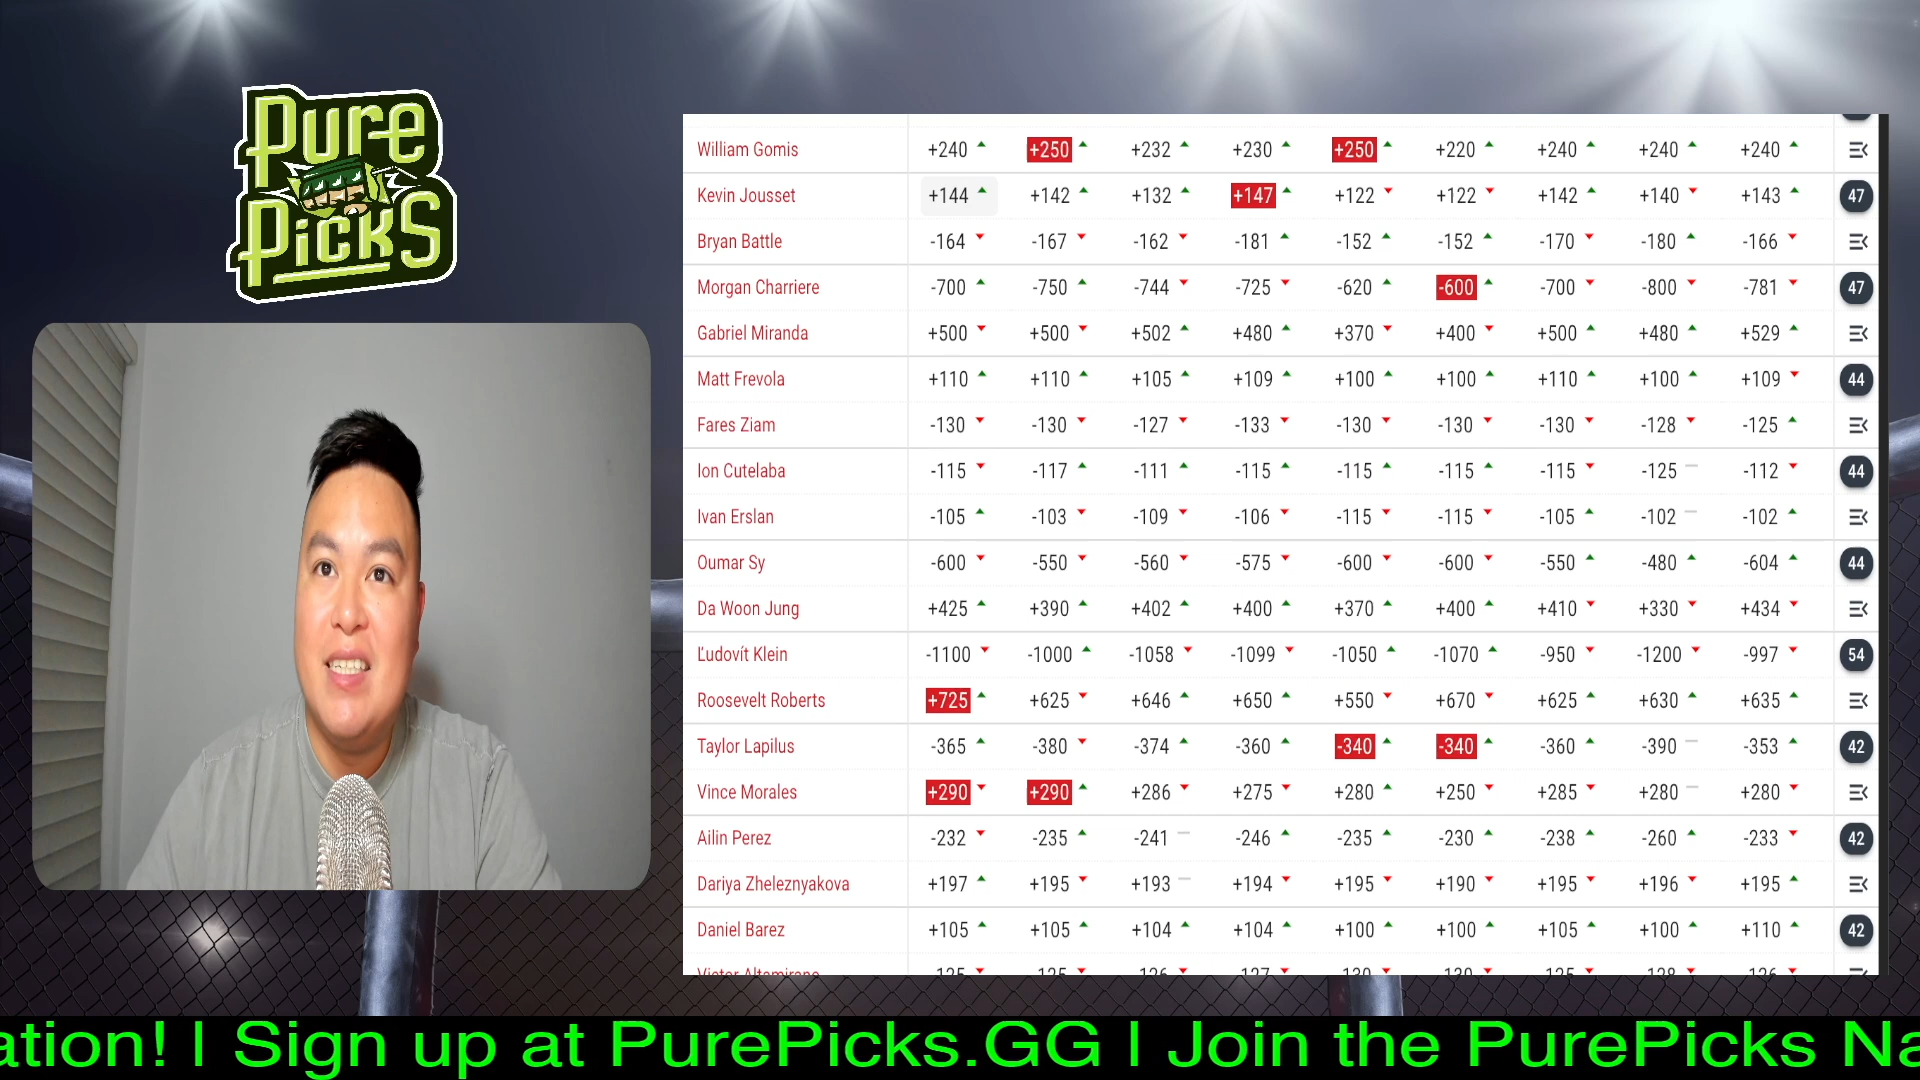 Pure
Picks
William Gomis +240 +250 +232 +230 +250 +220 +240 +240 +240
Kevin Jousset +144 +142 +132 +147 +122 +122 +142 +140 +143 47
Bryan Battle -164 -167 -162 -181 -152 -152 -170 -180 -166
Morgan Charriere -700 -750 -744 -725 -620 -600 -700 -800 -781 47
Gabriel Miranda +500 +500 +502 +480 +370 +400 +500 +480 +529
Matt Frevola +110 +110 +105 +109 +100 +100 +110 +100 +109 44
Fares Ziam -130 -130 -127 -133 -130 -130 -130 -128 -125
Ion Cutelaba -115 -117 -111 -115 -115 -115 -115 -125 -112 44
Ivan Erslan -105 -103 -109 -106 -115 -115 -105 -102 -102
Oumar Sy -600 -550 -560 -575 -600 -600 -550 -480 -604 44
Da Woon Jung +425 +390 +402 +400 +370 +400 +410 +330 +434
Ľudovít Klein -1100 -1000 -1058 -1099 -1050 -1070 -950 -1200 -997 54
Roosevelt Roberts +725 +625 +646 +650 +550 +670 +625 +630 +635
Taylor Lapilus -365 -380 -374 -360 -340 -340 -360 -390 -353 42
Vince Morales +290 +290 +286 +275 +280 +250 +285 +280 +280
Ailin Perez -232 -235 -241 -246 -235 -230 -238 -260 -233 42
Dariya Zheleznyakova +197 +195 +193 +194 +195 +190 +195 +196 +195
Daniel Barez +105 +105 +104 +104 +100 +100 +105 +100 +110 42
ation! | Sign up at PurePicks.GG | Join the PurePicks Na